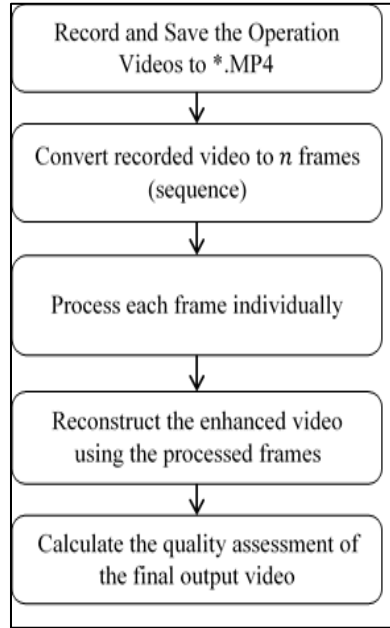 Record and Save the Operation
Videos to *.MP4
Convert recorded video to n frames
(sequence)
Process each frame individually
Reconstruct the enhanced video
using the processed frames
Calculate the quality assessment of
the final output video